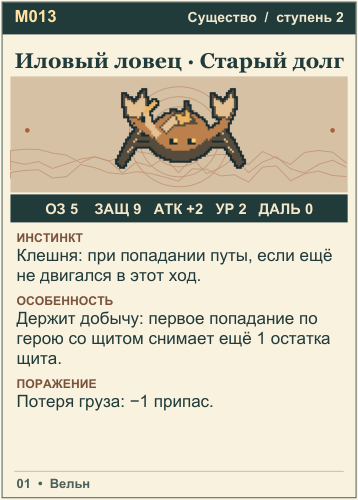 M013
Существо / ступень 2
Иловый ловец · Старый долг
ОЗ 5 ЗАЩ 9 АТК +2 УР 2 ДАЛЬ 0
ИНСТИНКТ
Клешня: при попадании путы, если ещё
не двигался в этот ход.
ОСОБЕННОСТЬ
Держит добычу: первое попадание по
герою со щитом снимает ещё 1 остатка
щита.
ПОРАЖЕНИЕ
Потеря груза: −1 припас.
01 • Вельн